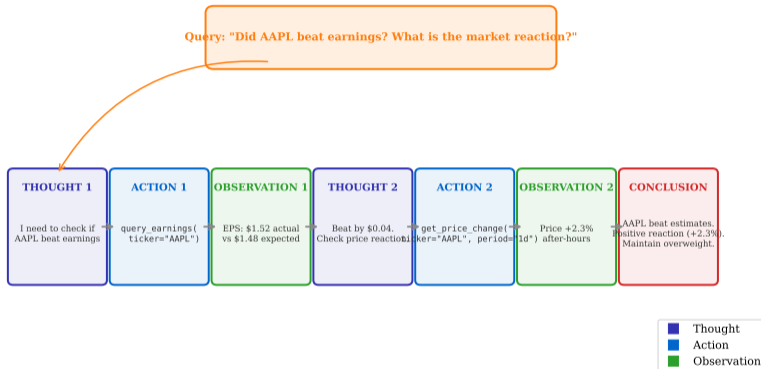 Query: "Did AAPL beat earnings? What is the market reaction?"
THOUGHT 1
I need to check if
AAPL beat earnings
ACTION 1
query_earnings(
ticker="AAPL")
OBSERVATION 1
EPS: $1.52 actual
vs $1.48 expected
THOUGHT 2
Beat by $0.04.
Check price reaction.
ACTION 2
get_price_change(
ticker="AAPL", period="1d")
OBSERVATION 2
Price +2.3%
after-hours
CONCLUSION
AAPL beat estimates.
Positive reaction (+2.3%).
Maintain overweight.
Thought
Action
Observation